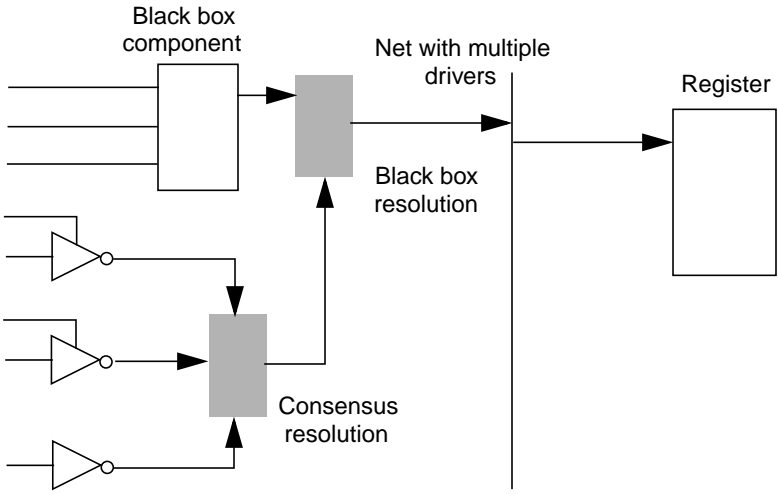 Black box
component
Net with multiple
drivers
Register
Black box
resolution
Consensus
resolution